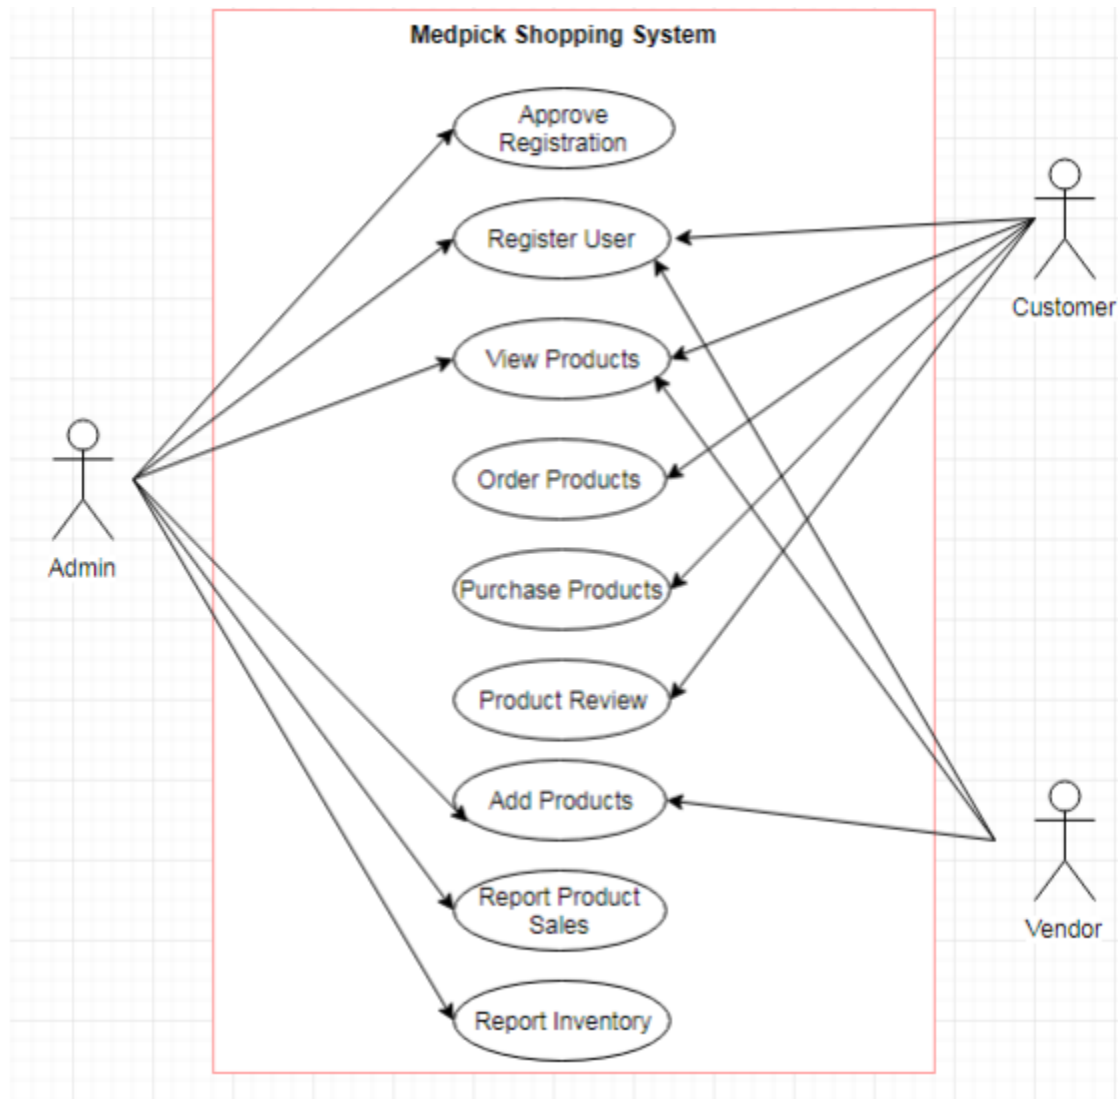 Medpick Shopping System
Approve
Registration
Register User
View Products
Order Products
Purchase Products
Product Review
Add Products
Report Product
Sales
Report Inventory
Admin
Customer
Vendor